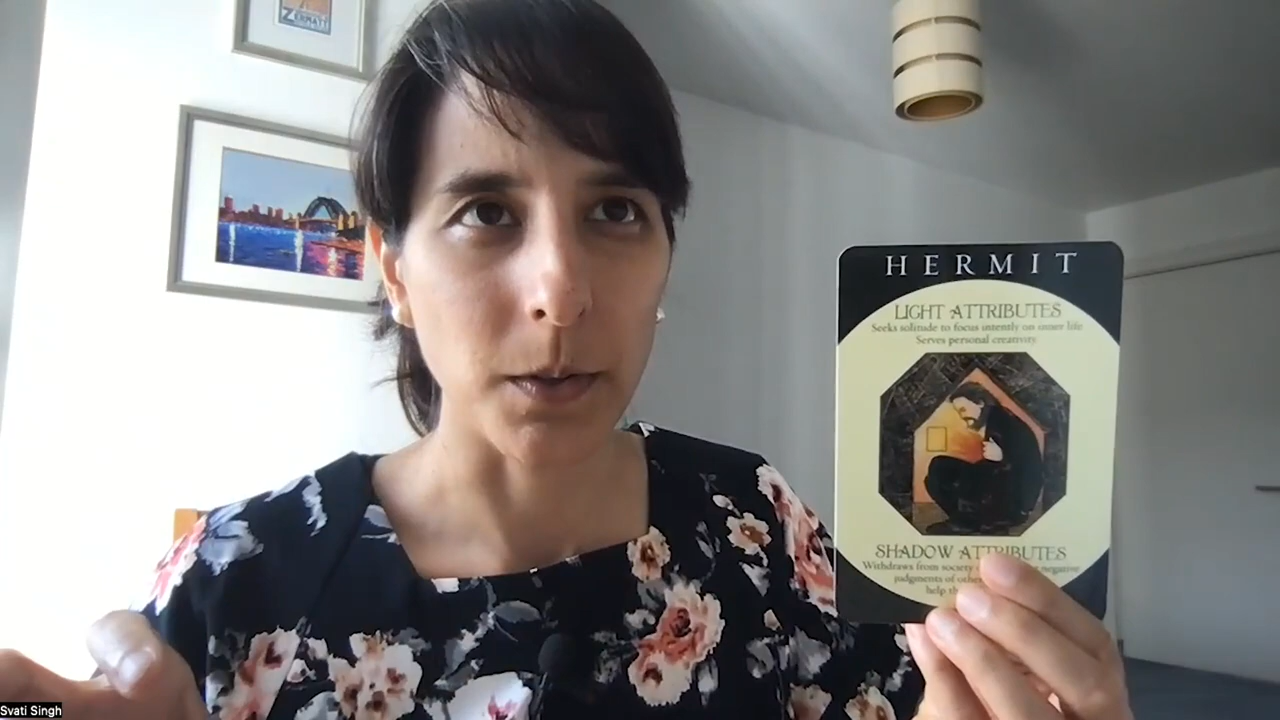 ZERMATT
HERMIT
LIGHT ATTRIBUTES
Seeks solitude to focus intently on inner life
Serves personal creativity.
SHADOW ATTRIBUTES
Withdraws from society negative
judgments of
help
Svati Singh